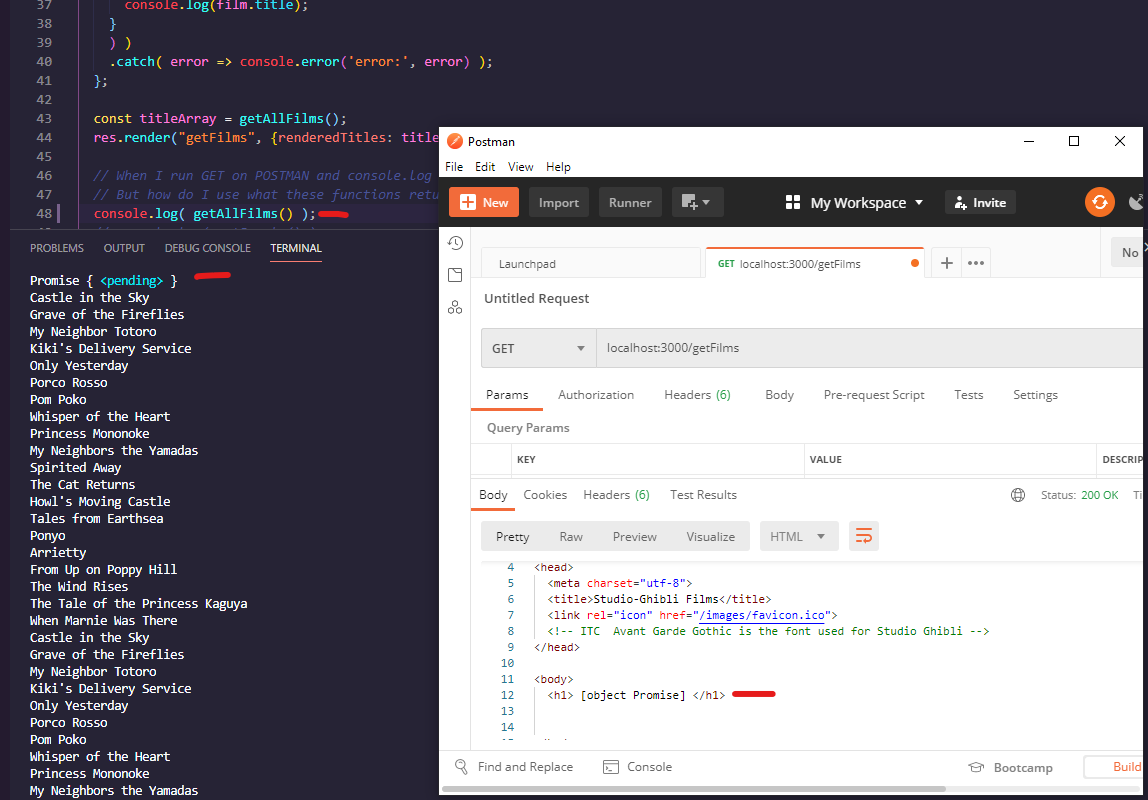 37 console.log(film.title);
38 }
39 ) )
40 .catch( error => console.error('error:', error) );
41 };
42
43 const titleArray = getAllFilms();
44 res.render("getFilms", {renderedTitles: title
45
46 // When I run GET on POSTMAN and console.log
47 // But how do I use what these functions retu
48 console.log( getAllFilms() );
PROBLEMS OUTPUT DEBUG CONSOLE TERMINAL
Promise { <pending> }
Castle in the Sky
Grave of the Fireflies
My Neighbor Totoro
Kiki's Delivery Service
Only Yesterday
Porco Rosso
Pom Poko
Whisper of the Heart
Princess Mononoke
My Neighbors the Yamadas
Spirited Away
The Cat Returns
Howl's Moving Castle
Tales from Earthsea
Ponyo
Arrietty
From Up on Poppy Hill
The Wind Rises
The Tale of the Princess Kaguya
When Marnie Was There
Castle in the Sky
Grave of the Fireflies
My Neighbor Totoro
Kiki's Delivery Service
Only Yesterday
Porco Rosso
Pom Poko
Whisper of the Heart
Princess Mononoke
My Neighbors the Yamadas
Postman
File Edit View Help
New Import Runner My Workspace Invite
Launchpad GET localhost:3000/getFilms No
Untitled Request
GET localhost:3000/getFilms
Params Authorization Headers (6) Body Pre-request Script Tests Settings
Query Params
KEY VALUE DESCRIP
Body Cookies Headers (6) Test Results Status: 200 OK Ti
Pretty Raw Preview Visualize HTML
4 <head>
5 <meta charset="utf-8">
6 <title>Studio-Ghibli Films</title>
7 <link rel="icon" href="/images/favicon.ico">
8 <!-- ITC Avant Garde Gothic is the font used for Studio Ghibli -->
9 </head>
10
11 <body>
12 <h1> [object Promise] </h1>
13
14
Find and Replace Console Bootcamp Build